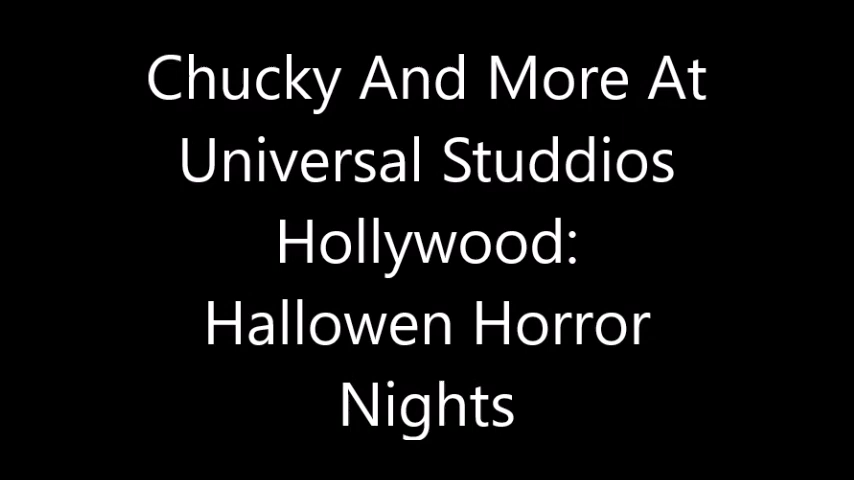 Chucky And More At
Universal Studdios
Hollywood:
Hallowen Horror
Nights